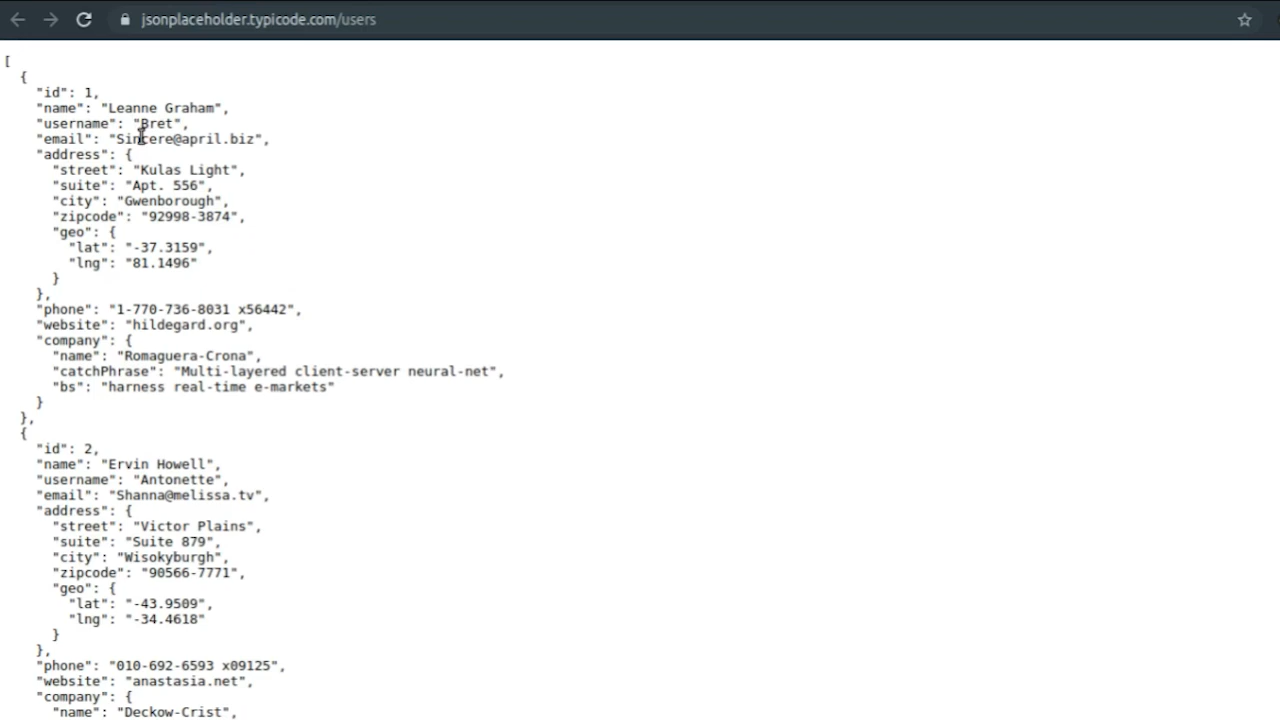 jsonplaceholder.typicode.com/users
[
  {
    "id": 1,
    "name": "Leanne Graham",
    "username": "Bret",
    "email": "Sincere@april.biz",
    "address": {
      "street": "Kulas Light",
      "suite": "Apt. 556",
      "city": "Gwenborough",
      "zipcode": "92998-3874",
      "geo": {
        "lat": "-37.3159",
        "lng": "81.1496"
      }
    },
    "phone": "1-770-736-8031 x56442",
    "website": "hildegard.org",
    "company": {
      "name": "Romaguera-Crona",
      "catchPhrase": "Multi-layered client-server neural-net",
      "bs": "harness real-time e-markets"
    }
  },
  {
    "id": 2,
    "name": "Ervin Howell",
    "username": "Antonette",
    "email": "Shanna@melissa.tv",
    "address": {
      "street": "Victor Plains",
      "suite": "Suite 879",
      "city": "Wisokyburgh",
      "zipcode": "90566-7771",
      "geo": {
        "lat": "-43.9509",
        "lng": "-34.4618"
      }
    },
    "phone": "010-692-6593 x09125",
    "website": "anastasia.net",
    "company": {
      "name": "Deckow-Crist",